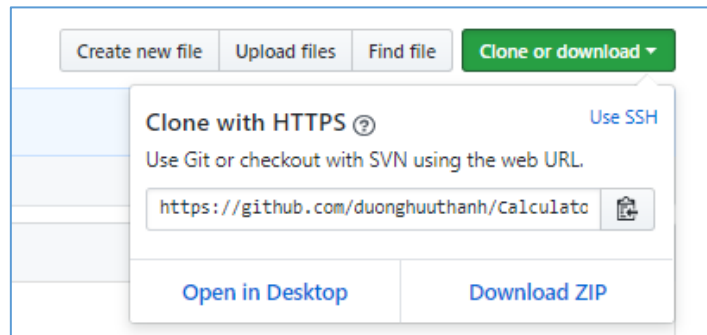 Create new file Upload files Find file Clone or download
Clone with HTTPS ? Use SSH
Use Git or checkout with SVN using the web URL.
https://github.com/duonghuuthanh/Calculato
Open in Desktop Download ZIP